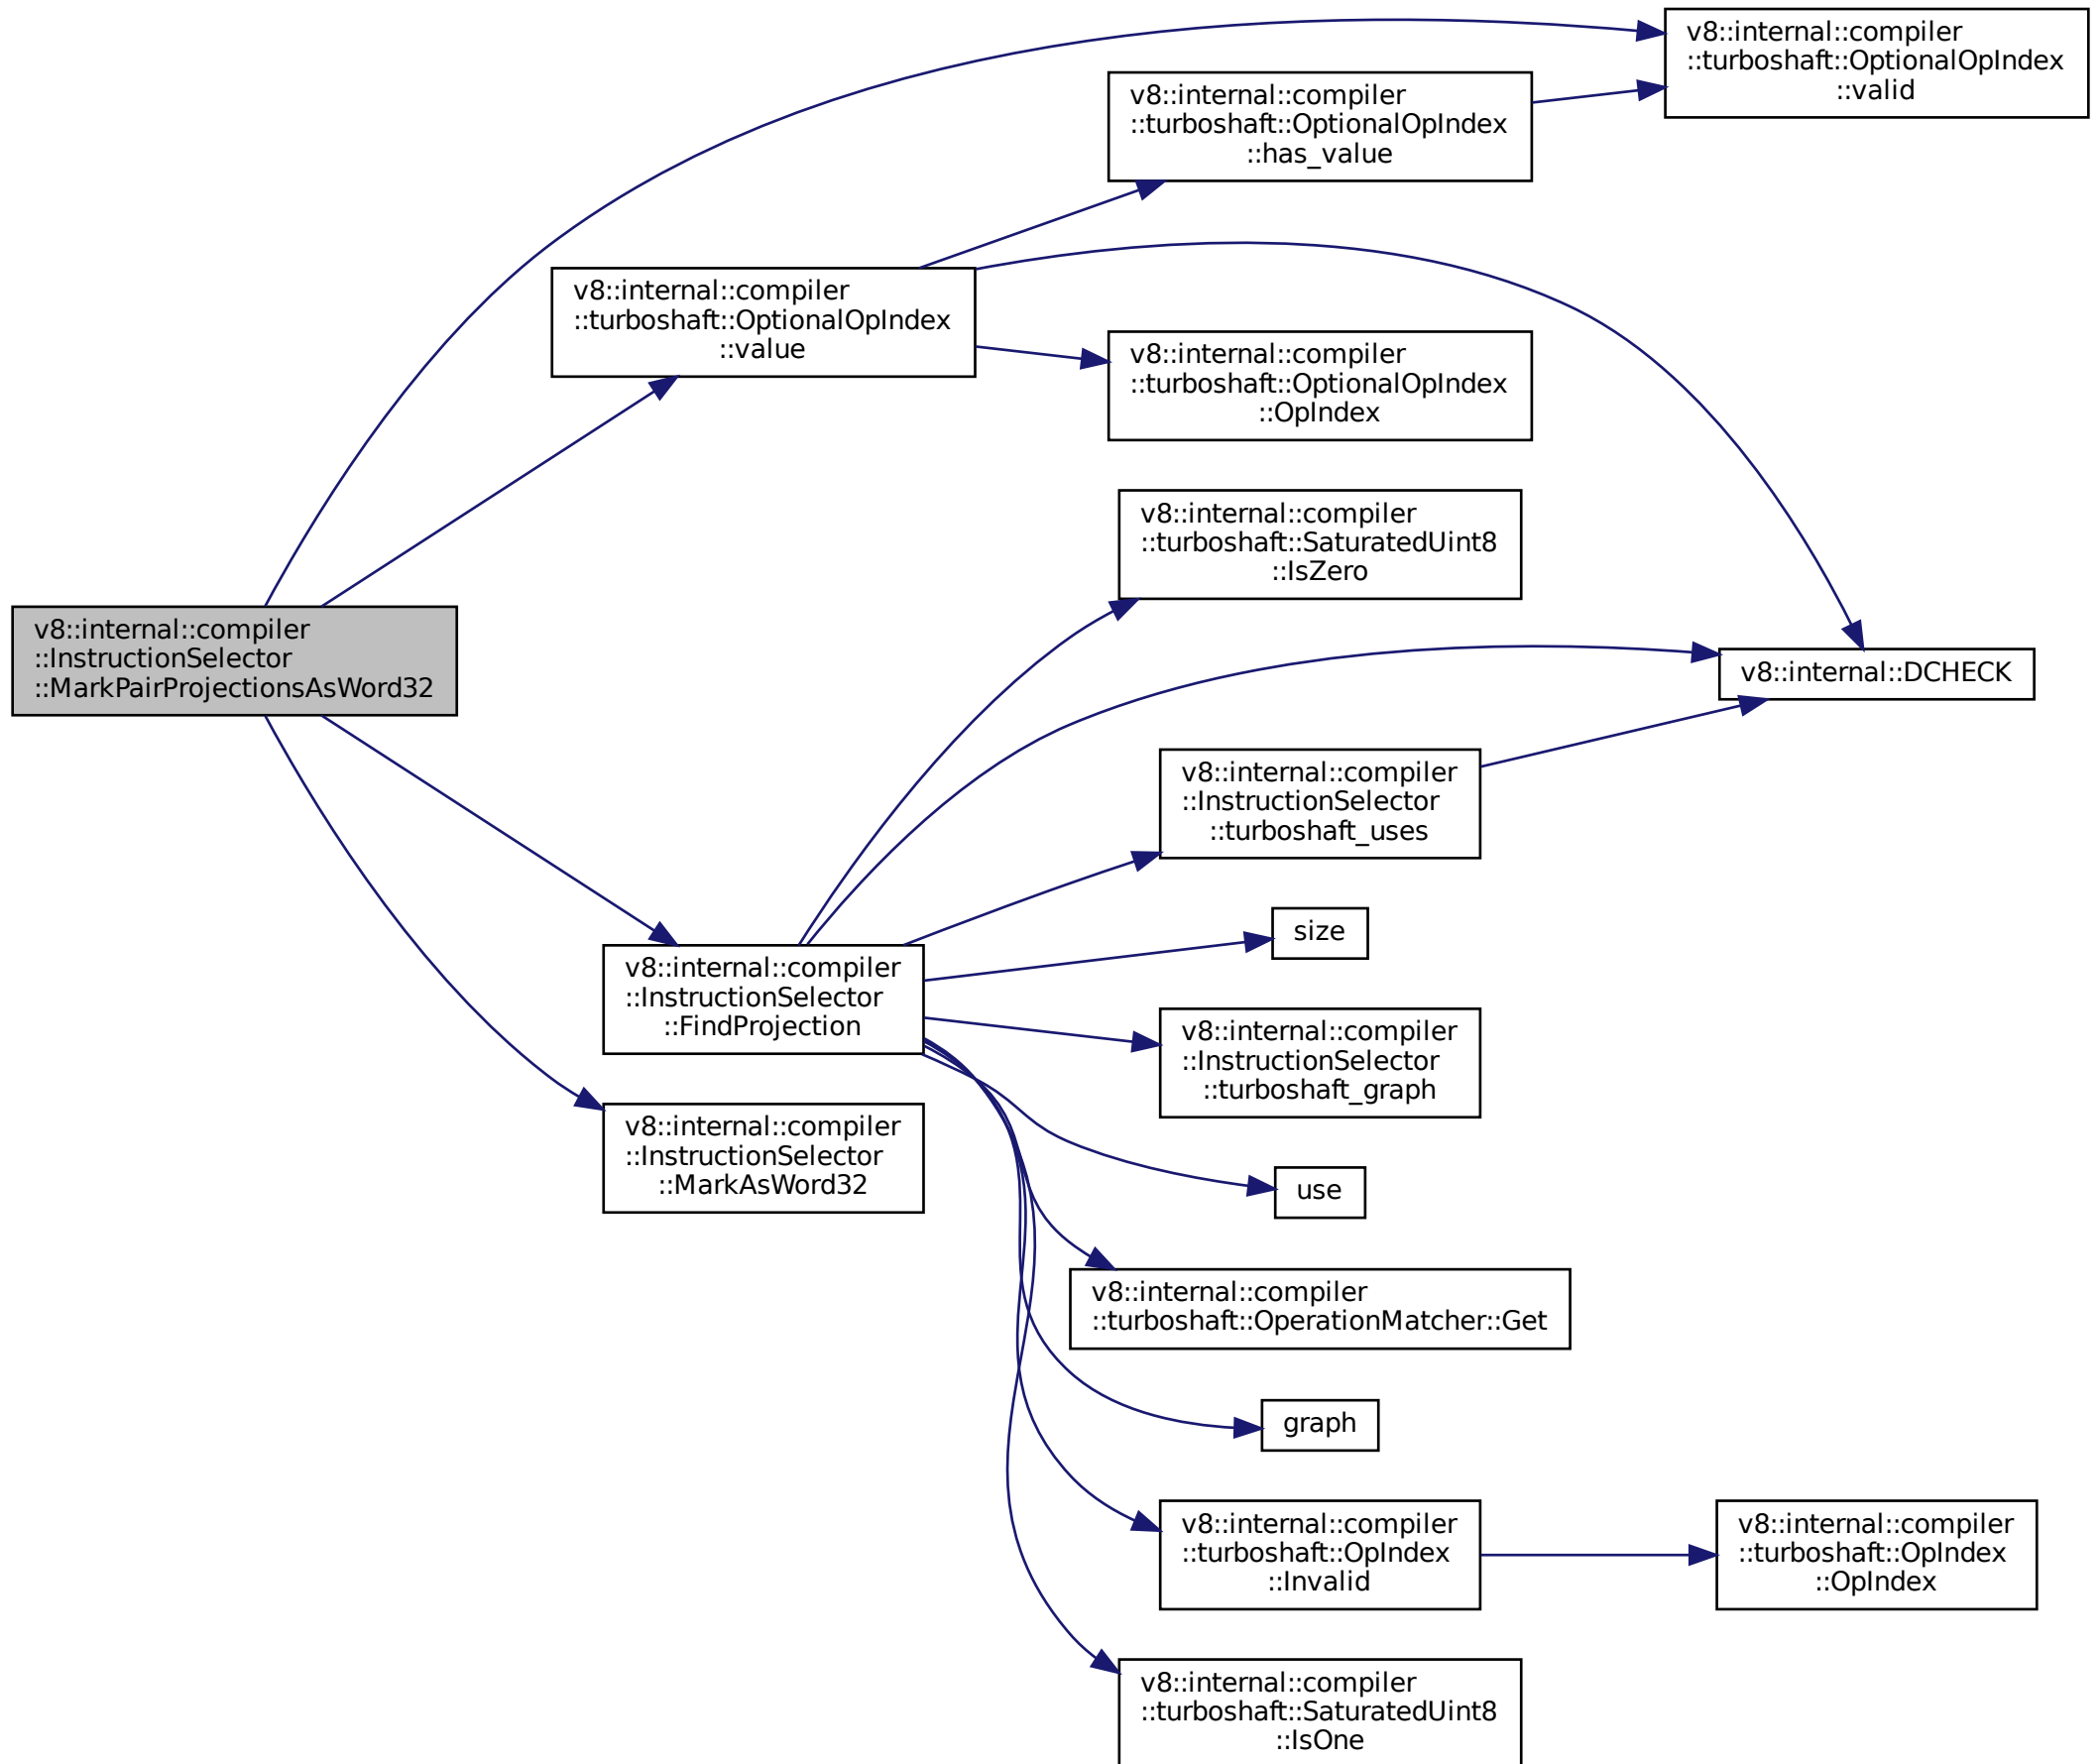 v8::internal::compiler
::turboshaft::OptionalOpIndex
::valid
v8::internal::compiler
::turboshaft::OptionalOpIndex
::has_value
v8::internal::compiler
::turboshaft::OptionalOpIndex
::value
v8::internal::compiler
::turboshaft::OptionalOpIndex
::OpIndex
v8::internal::compiler
::turboshaft::SaturatedUint8
::IsZero
v8::internal::compiler
::InstructionSelector
::MarkPairProjectionsAsWord32
v8::internal::DCHECK
v8::internal::compiler
::InstructionSelector
::turboshaft_uses
size
v8::internal::compiler
::InstructionSelector
::FindProjection
v8::internal::compiler
::InstructionSelector
::turboshaft_graph
v8::internal::compiler
::InstructionSelector
::MarkAsWord32
use
v8::internal::compiler
::turboshaft::OperationMatcher::Get
graph
v8::internal::compiler
::turboshaft::OpIndex
::Invalid
v8::internal::compiler
::turboshaft::OpIndex
::OpIndex
v8::internal::compiler
::turboshaft::SaturatedUint8
::IsOne